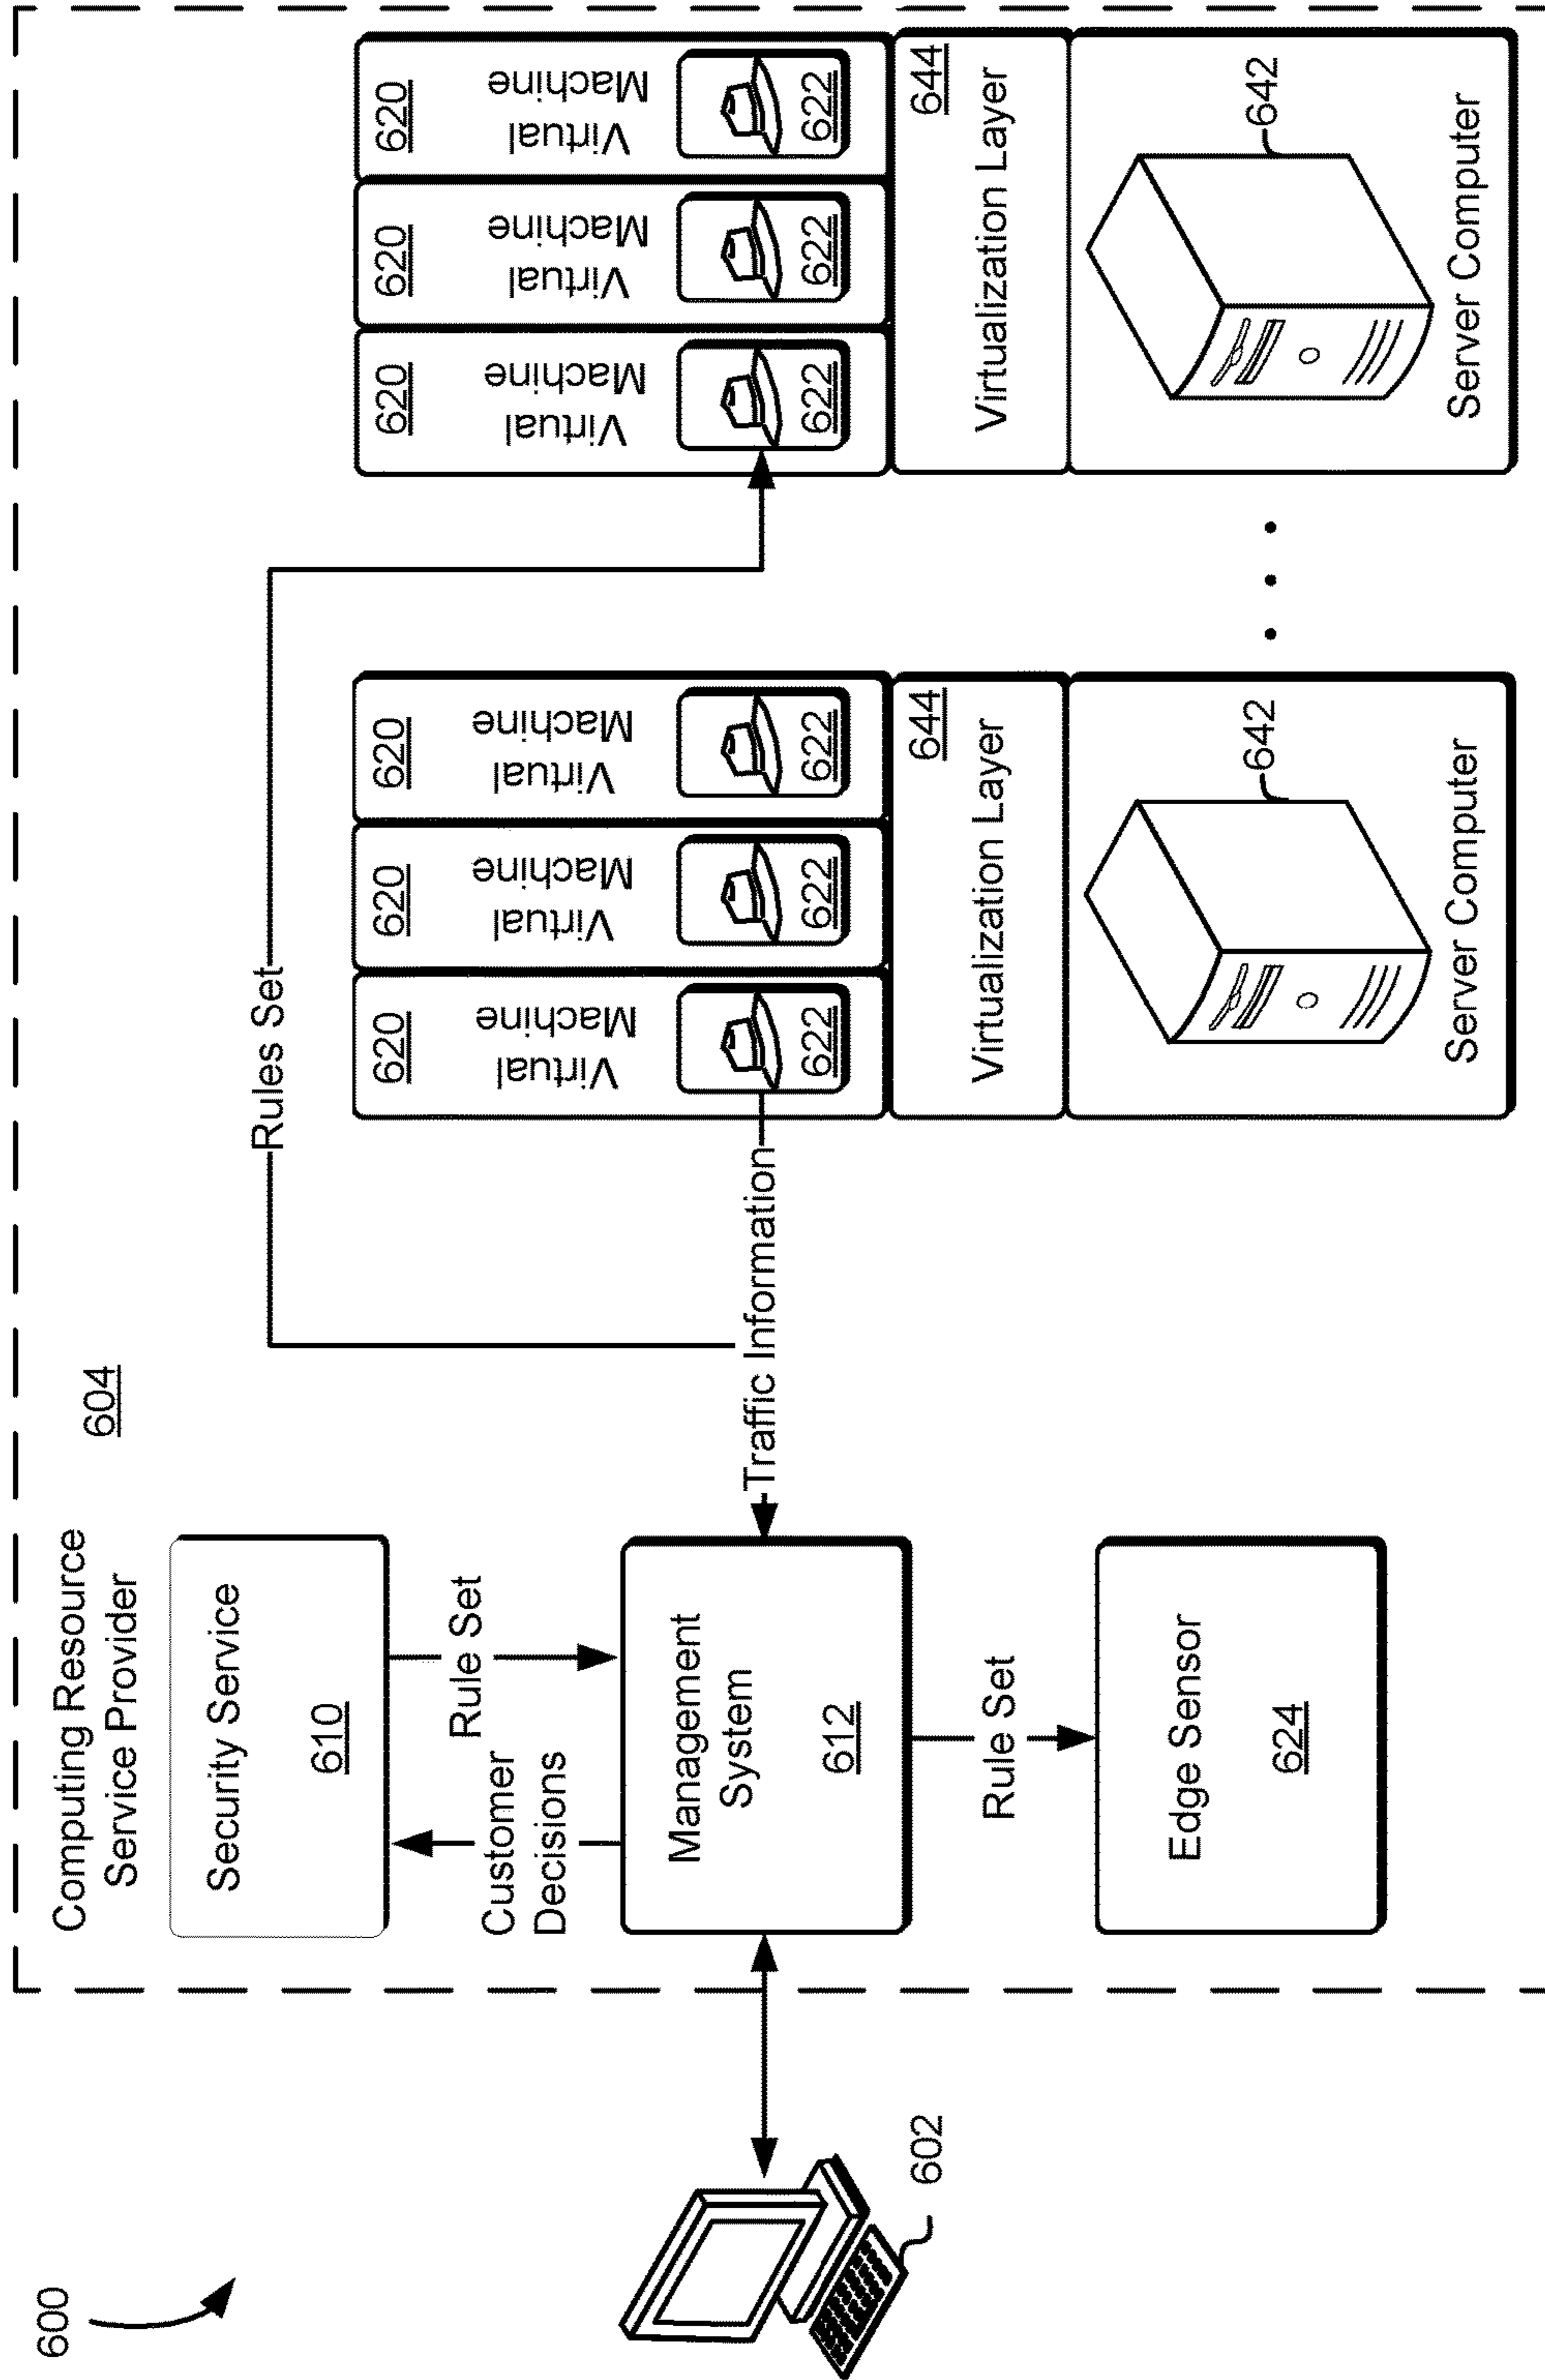 600
602
Computing Resource
Service Provider
604
Security Service
610
Customer
Decisions
Rule Set
Management
System
612
Rule Set
Edge Sensor
624
Traffic Information
Rules Set
620
Virtual
Machine
622
620
Virtual
Machine
622
620
Virtual
Machine
622
644
Virtualization Layer
642
Server Computer
620
Virtual
Machine
622
620
Virtual
Machine
622
620
Virtual
Machine
622
644
Virtualization Layer
642
Server Computer